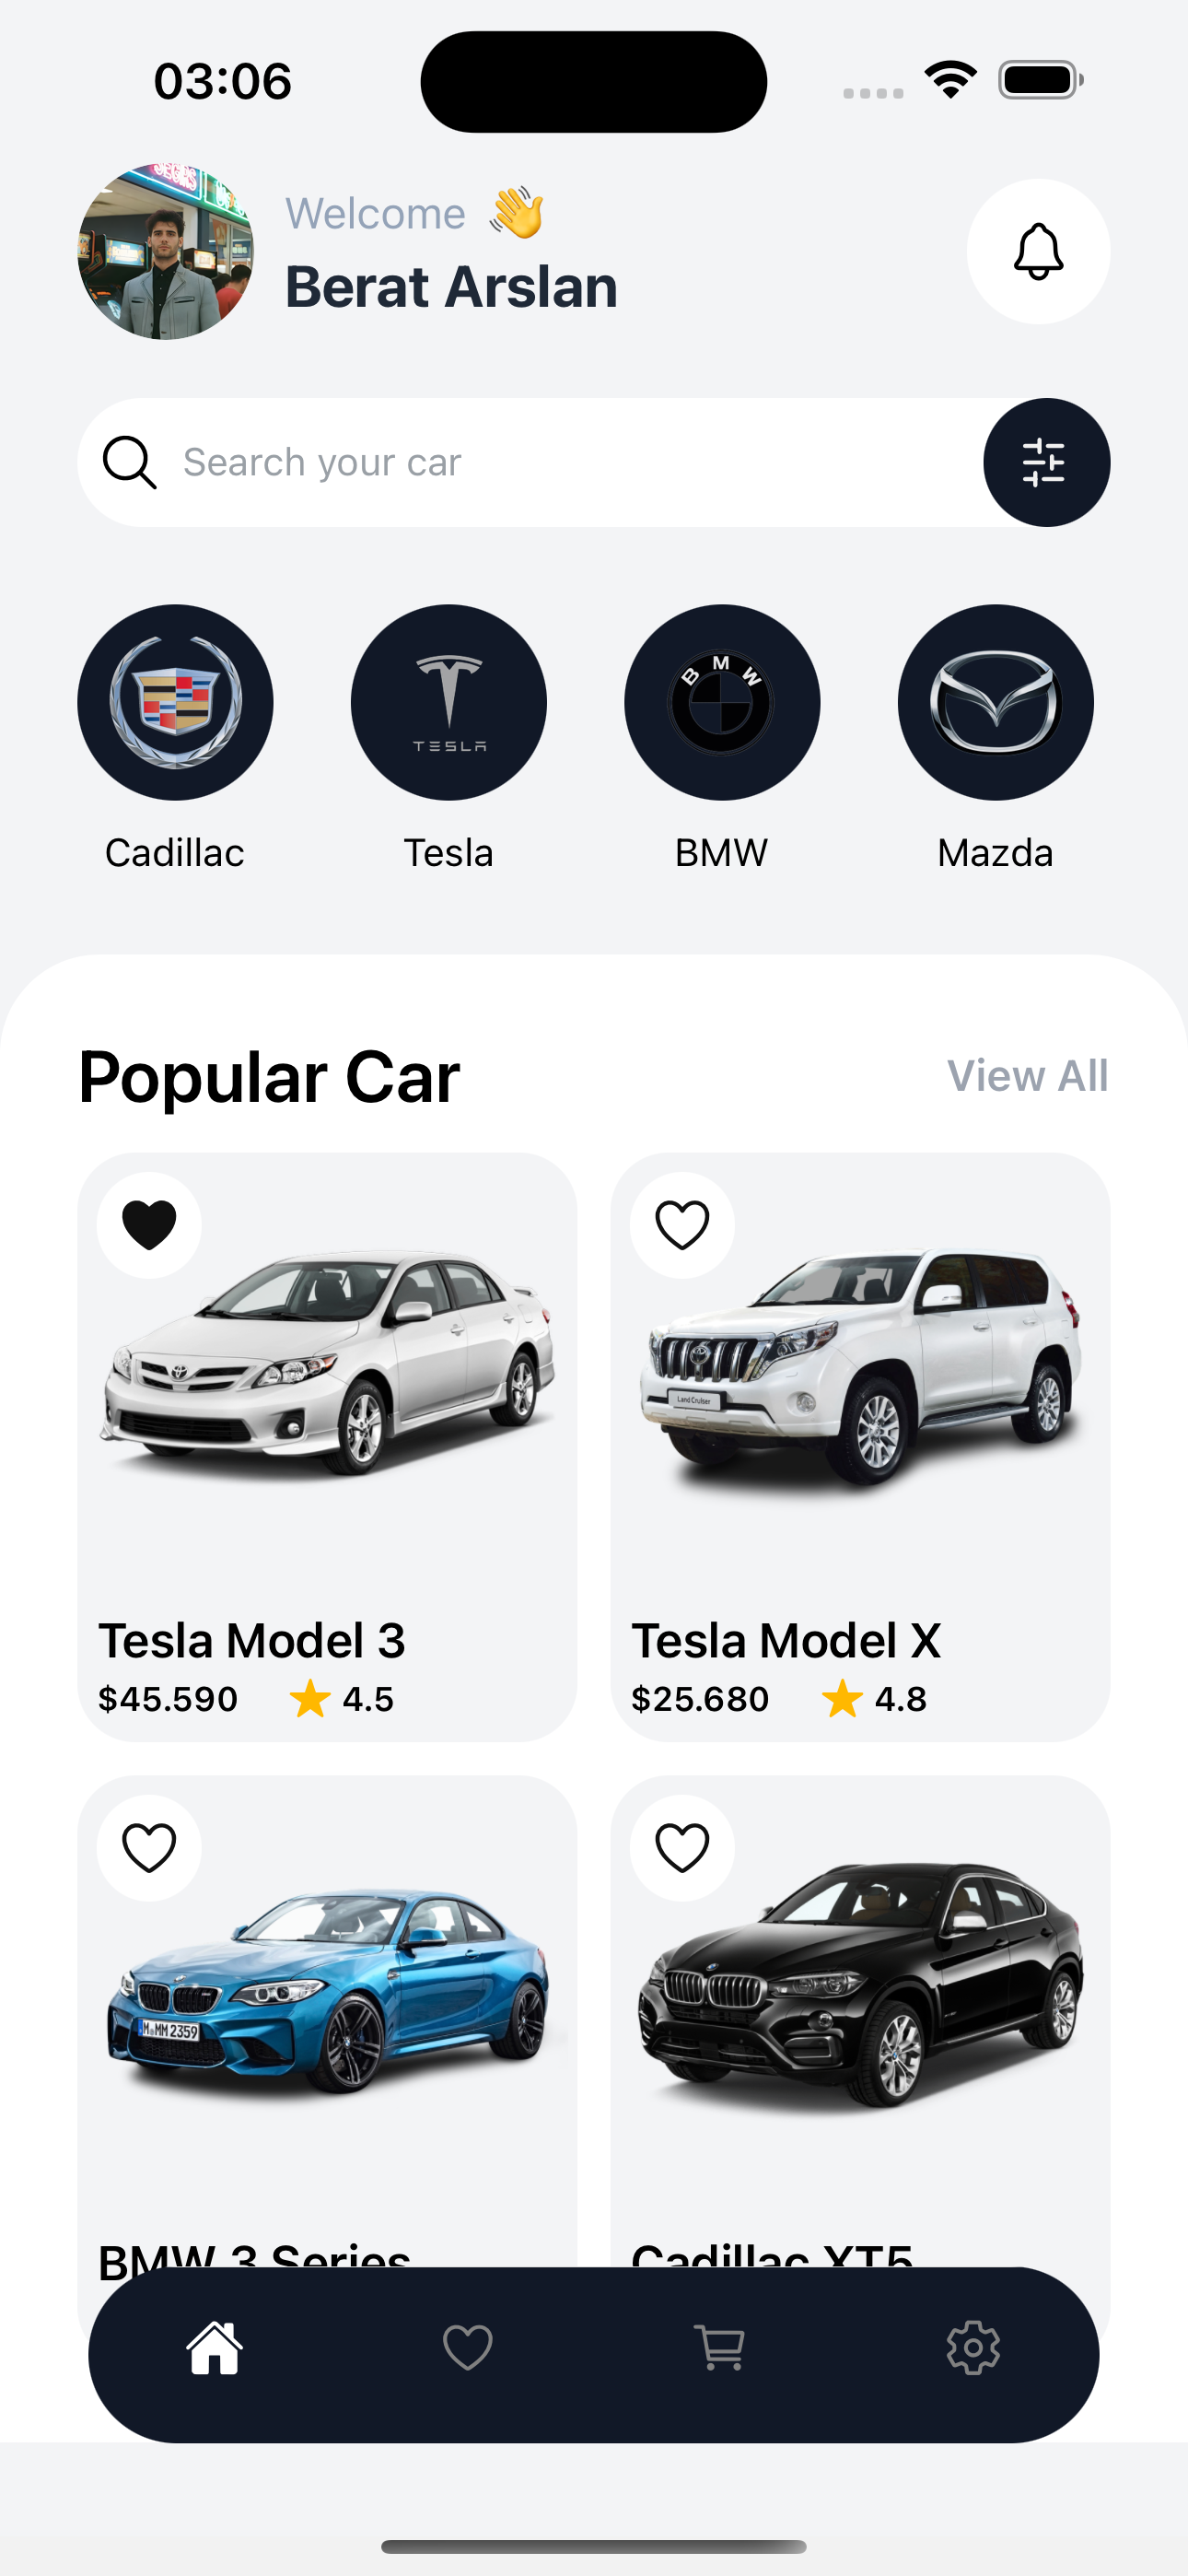 03:06
Welcome 👋
Berat Arslan
Search your car
TESLA
BMW
Cadillac
Tesla
BMW
Mazda
Popular Car
View All
Land Cruiser
Tesla Model 3
$45.590 4.5
Tesla Model X
$25.680 4.8
M MM 2359
BMW 3 Series
Cadillac XT5